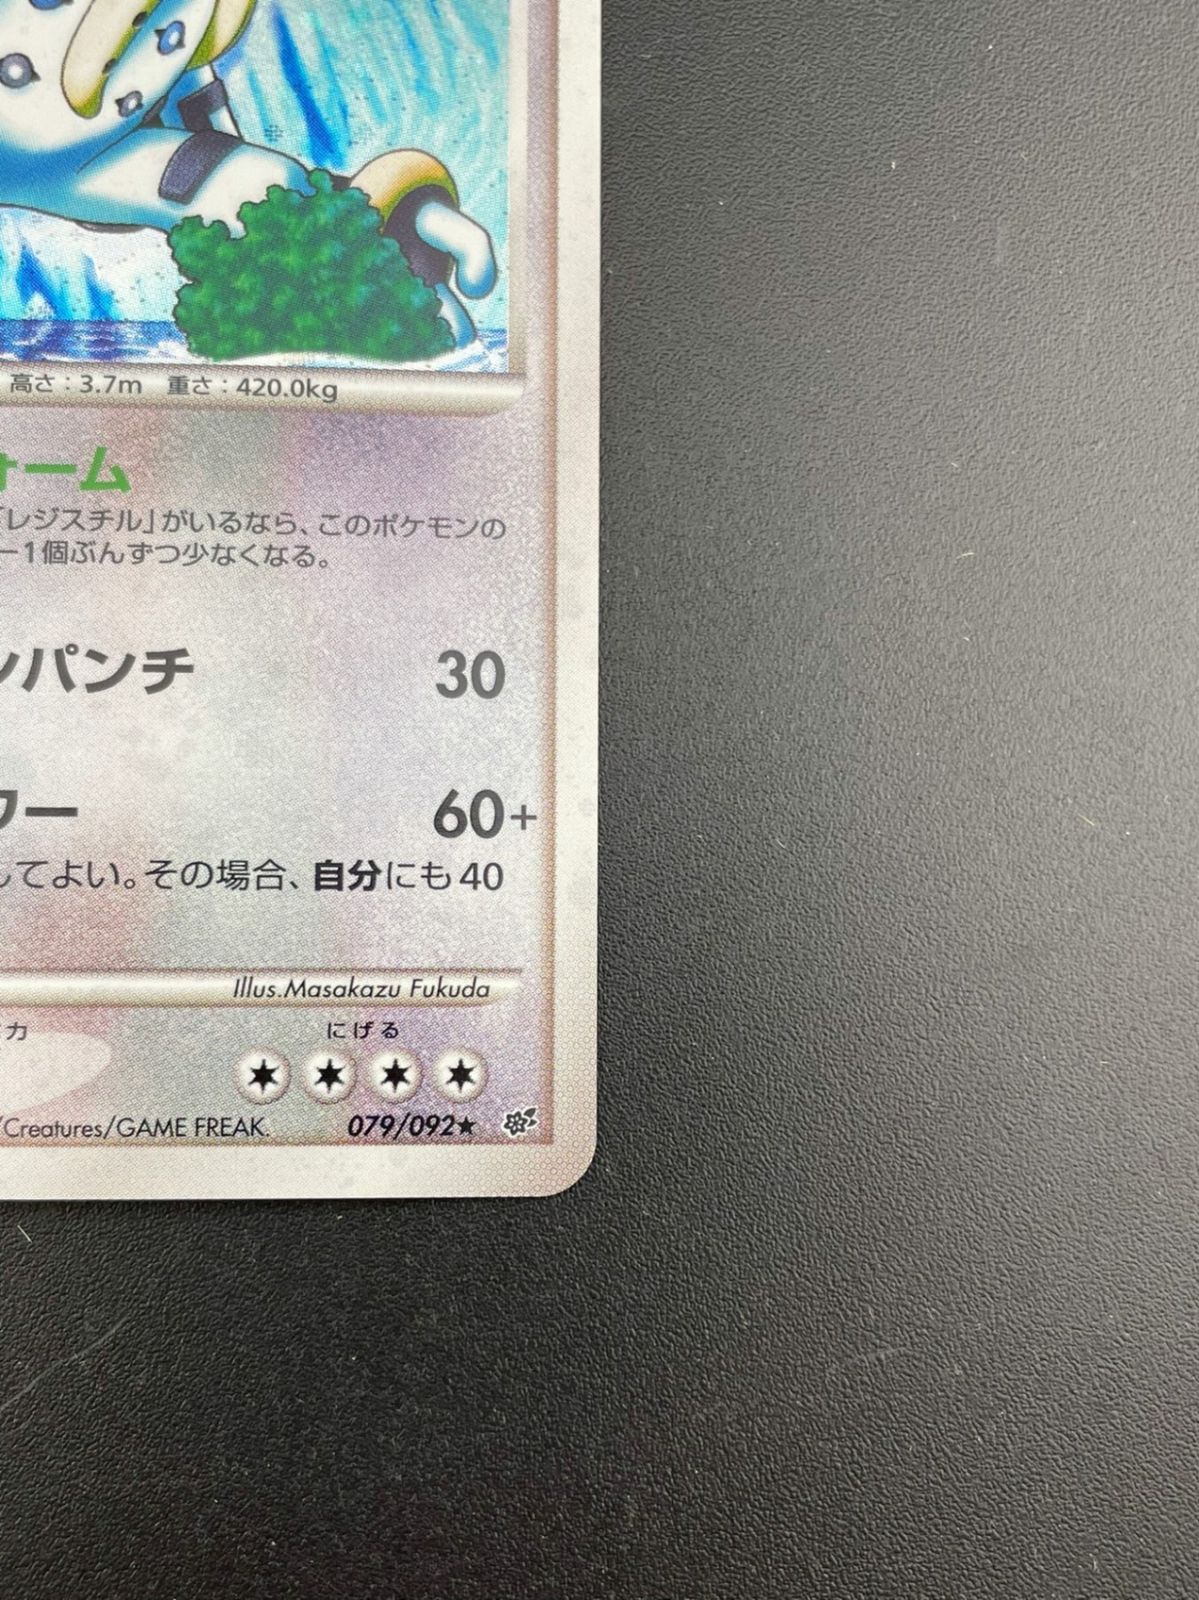 高さ：3.7m 重さ：420.0kg
ォーム
「レジスチル」がいるなら、このポケモンの
ー1個ぶんずつ少なくなる。
ンパンチ 30
ワー 60+
してよい。その場合、自分にも40
Illus.Masakazu Fukuda
力 にげる
/Creatures/GAME FREAK. 079/092★